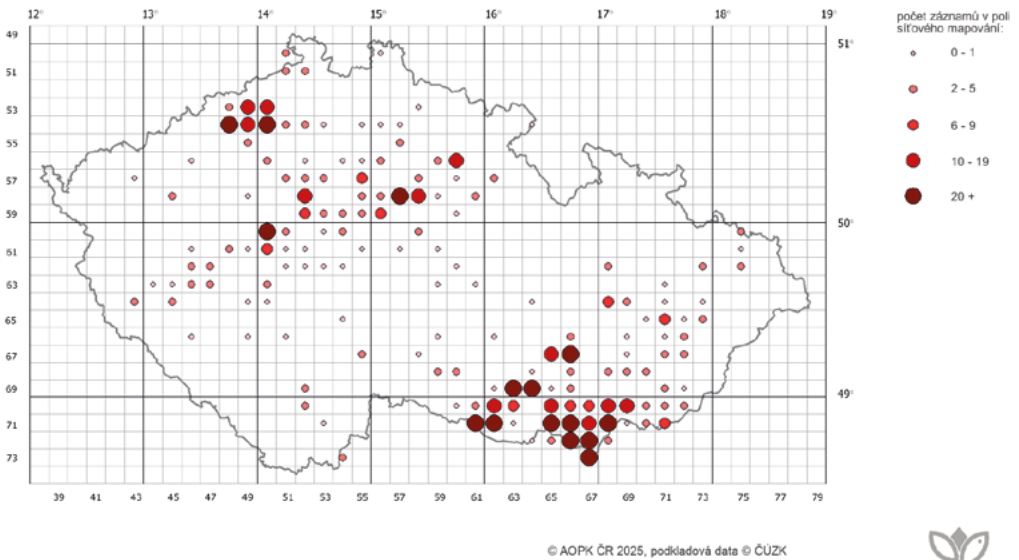 12° 13° 14° 15° 16° 17° 18° 19°
počet záznamů v poli
síťového mapování:
0 - 1
2 - 5
6 - 9
10 - 19
20 +
49
51°
51
53
55
57
59
50°
61
63
65
67
69
49°
71
73
39 41 43 45 47 49 51 53 55 57 59 61 63 65 67 69 71 73 75 77 79
© AOPK ČR 2025, podkladová data © ČÚZK